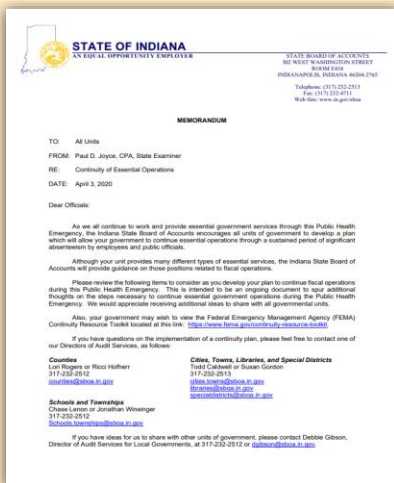 STATE OF INDIANA
AN EQUAL OPPORTUNITY EMPLOYER
STATE BOARD OF ACCOUNTS
302 WEST WASHINGTON STREET
ROOM E418
INDIANAPOLIS, INDIANA 46204-2765
Telephone: (317) 232-2513
Fax: (317) 232-4711
Web Site: www.in.gov/sboa
MEMORANDUM
TO: All Units
FROM: Paul D. Joyce, CPA, State Examiner
RE: Continuity of Essential Operations
DATE: April 3, 2020
Dear Officials:
As we all continue to work and provide essential government services through this Public Health
Emergency, the Indiana State Board of Accounts encourages all units of government to develop a plan
which will allow your government to continue essential operations through a sustained period of significant
absenteeism by employees and public officials.
Although your unit provides many different types of essential services, the Indiana State Board of
Accounts will provide guidance on those positions related to fiscal operations.
Please review the following items to consider as you develop your plan to continue fiscal operations
during this Public Health Emergency. This is intended to be an ongoing document to spur additional
thoughts on the steps necessary to continue essential government operations during the Public Health
Emergency. We would appreciate receiving additional ideas to share with all governmental units.
Also, your government may wish to view the Federal Emergency Management Agency (FEMA)
Continuity Resource Toolkit located at this link: https://www.fema.gov/continuity-resource-toolkit.
If you have questions on the implementation of a continuity plan, please feel free to contact one of
our Directors of Audit Services, as follows:
Counties
Lori Rogers or Ricci Hofherr
317-232-2512
counties@sboa.in.gov
Cities, Towns, Libraries, and Special Districts
Todd Caldwell or Susan Gordon
317-232-2513
cities.towns@sboa.in.gov
libraries@sboa.in.gov
specialdistricts@sboa.in.gov
Schools and Townships
Chase Lenon or Jonathan Wineinger
317-232-2512
Schools.townships@sboa.in.gov
If you have ideas for us to share with other units of government, please contact Debbie Gibson,
Director of Audit Services for Local Governments, at 317-232-2512 or dgibson@sboa.in.gov.